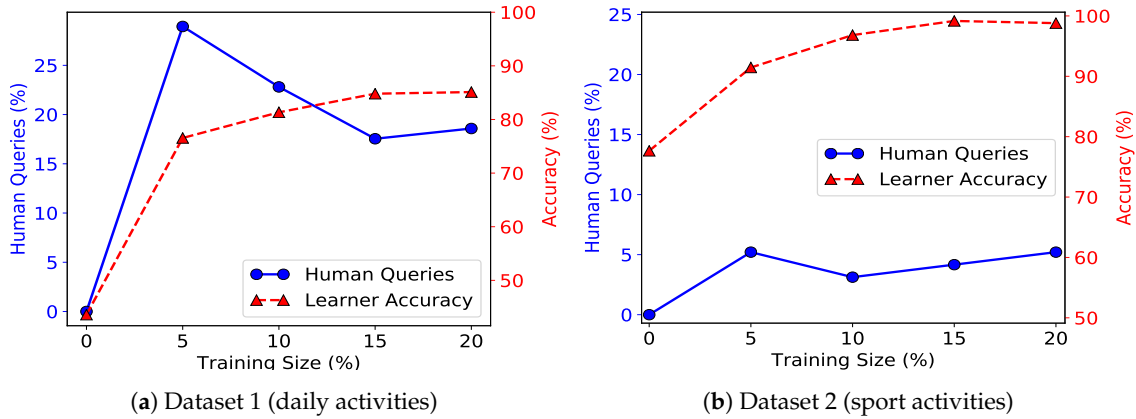 100
25
90
20
80
15
70
10
60
5
50
0
0
5
10
15
20
Human Queries (%)
Accuracy (%)
Training Size (%)
Human Queries
Learner Accuracy
(a) Dataset 1 (daily activities)
25
100
20
90
15
80
10
70
5
60
0
50
0
5
10
15
20
Human Queries (%)
Accuracy (%)
Training Size (%)
Human Queries
Learner Accuracy
(b) Dataset 2 (sport activities)